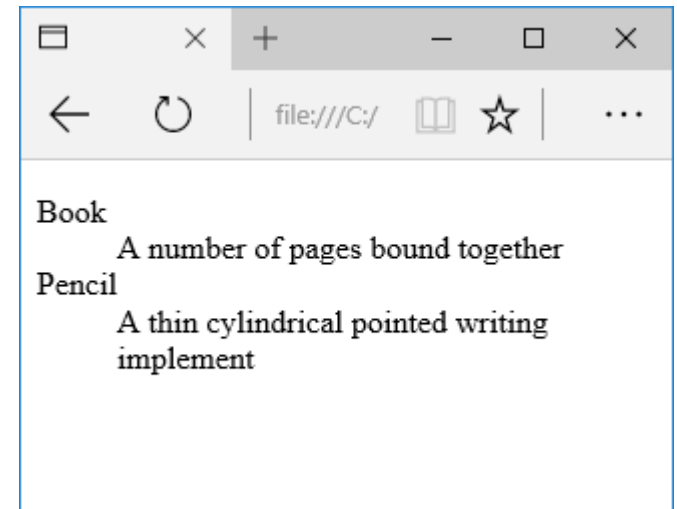 file:///C:/
Book
A number of pages bound together
Pencil
A thin cylindrical pointed writing
implement